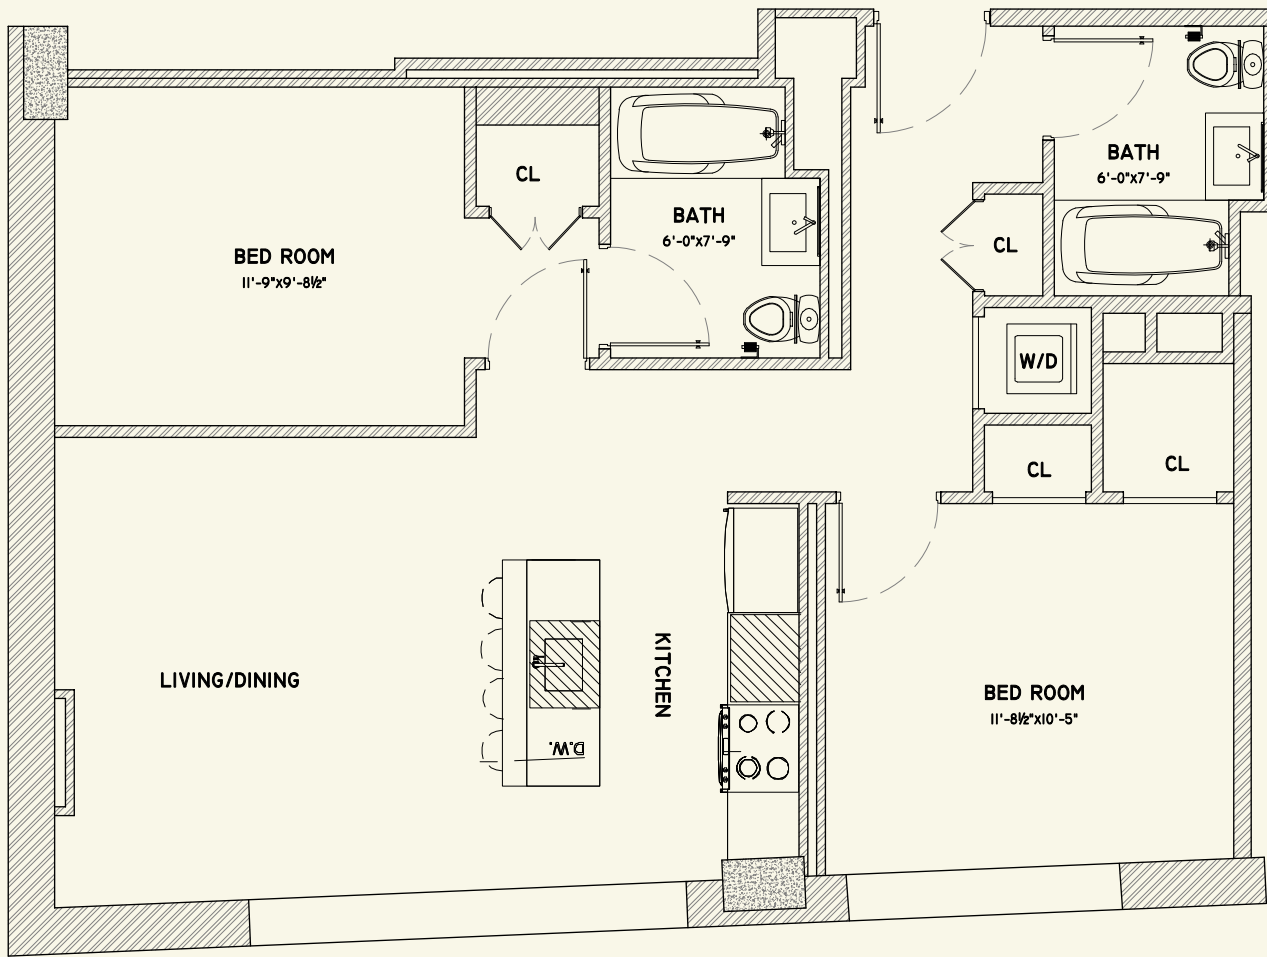 BATH
6'-0"x7'-9"
CL
BATH
6'-0"x7'-9"
BED ROOM
11'-9"x9'-8½"
CL
W/D
CL
CL
KITCHEN
LIVING/DINING
BED ROOM
11'-8½"x10'-5"
D.W.